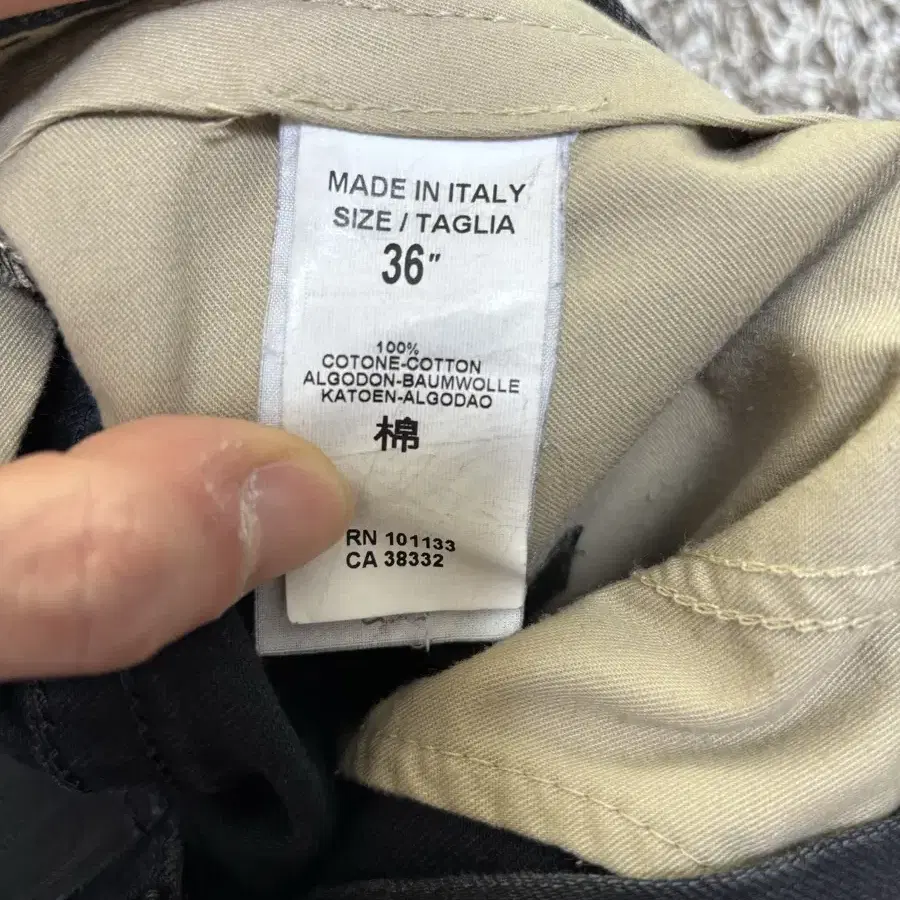 MADE IN ITALY
SIZE / TAGLIA
36"
100%
COTONE-COTTON
ALGODON-BAUMWOLLE
KATOEN-ALGODAO
棉
RN 101133
CA 38332